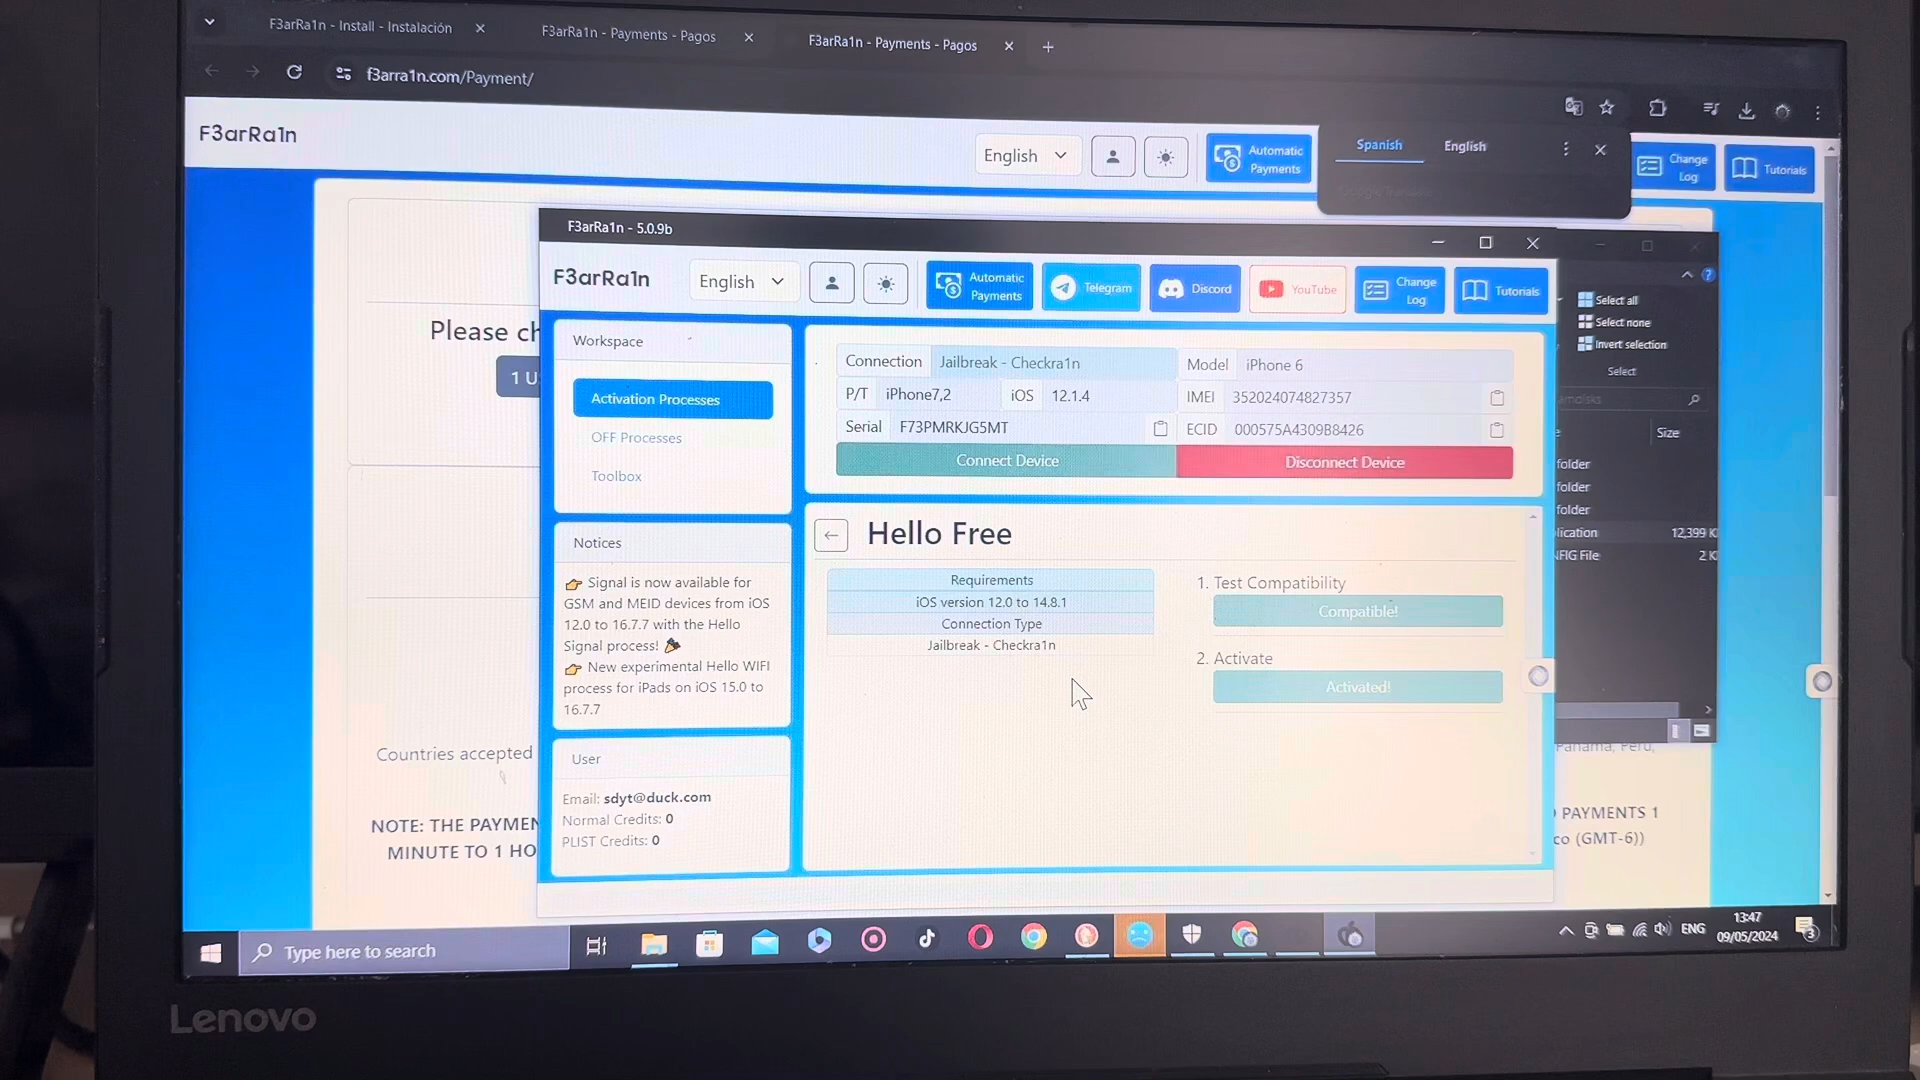 F3arRa1n - Install - Instalación
F3arRa1n - Payments - Pagos
F3arRa1n - Payments - Pagos
f3arra1n.com/Payment/
F3arRa1n
English
Automatic
Payments
Spanish
English
Change
Log
Tutorials
F3arRa1n - 5.0.9b
F3arRa1n
English
Automatic
Payments
Telegram
Discord
YouTube
Change
Log
Tutorials
Select all
Select none
Invert selection
Select
Size
folder
folder
folder
lication
12,399 K
NFIG File
2 K
Please ch
1 U
Workspace
Activation Processes
OFF Processes
Toolbox
Connection
Jailbreak - Checkra1n
Model
iPhone 6
P/T
iPhone7,2
iOS
12.1.4
IMEI
352024074827357
Serial
F73PMRKJG5MT
ECID
000575A4309B8426
Connect Device
Disconnect Device
Notices
👉 Signal is now available for
GSM and MEID devices from iOS
12.0 to 16.7.7 with the Hello
Signal process! 🎉
👉 New experimental Hello WIFI
process for iPads on iOS 15.0 to
16.7.7
Hello Free
Requirements
iOS version 12.0 to 14.8.1
Connection Type
Jailbreak - Checkra1n
1. Test Compatibility
Compatible!
2. Activate
Activated!
User
Email: sdyt@duck.com
Normal Credits: 0
PLIST Credits: 0
Countries accepted
Panama, Peru,
NOTE: THE PAYMEN
MINUTE TO 1 HO
PAYMENTS 1
co (GMT-6))
Type here to search
ENG
13:47
09/05/2024
3
Lenovo